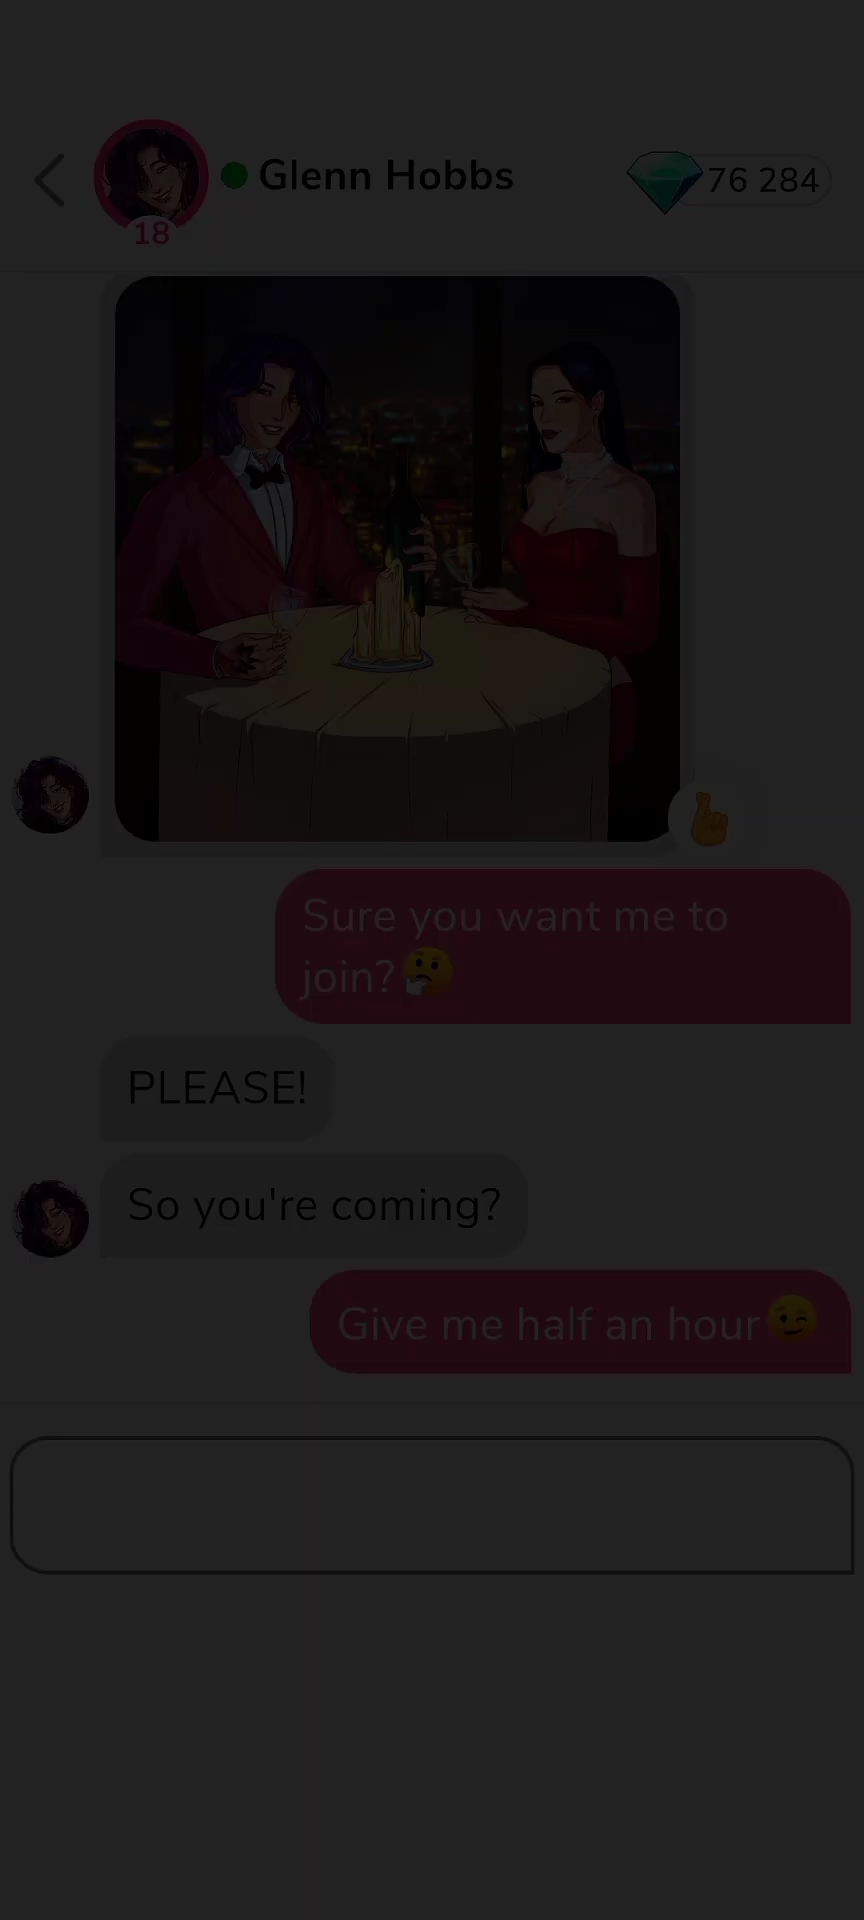 Glenn Hobbs
76 284
18
Sure you want me to
join?🤔
PLEASE!
So you're coming?
Give me half an hour😉